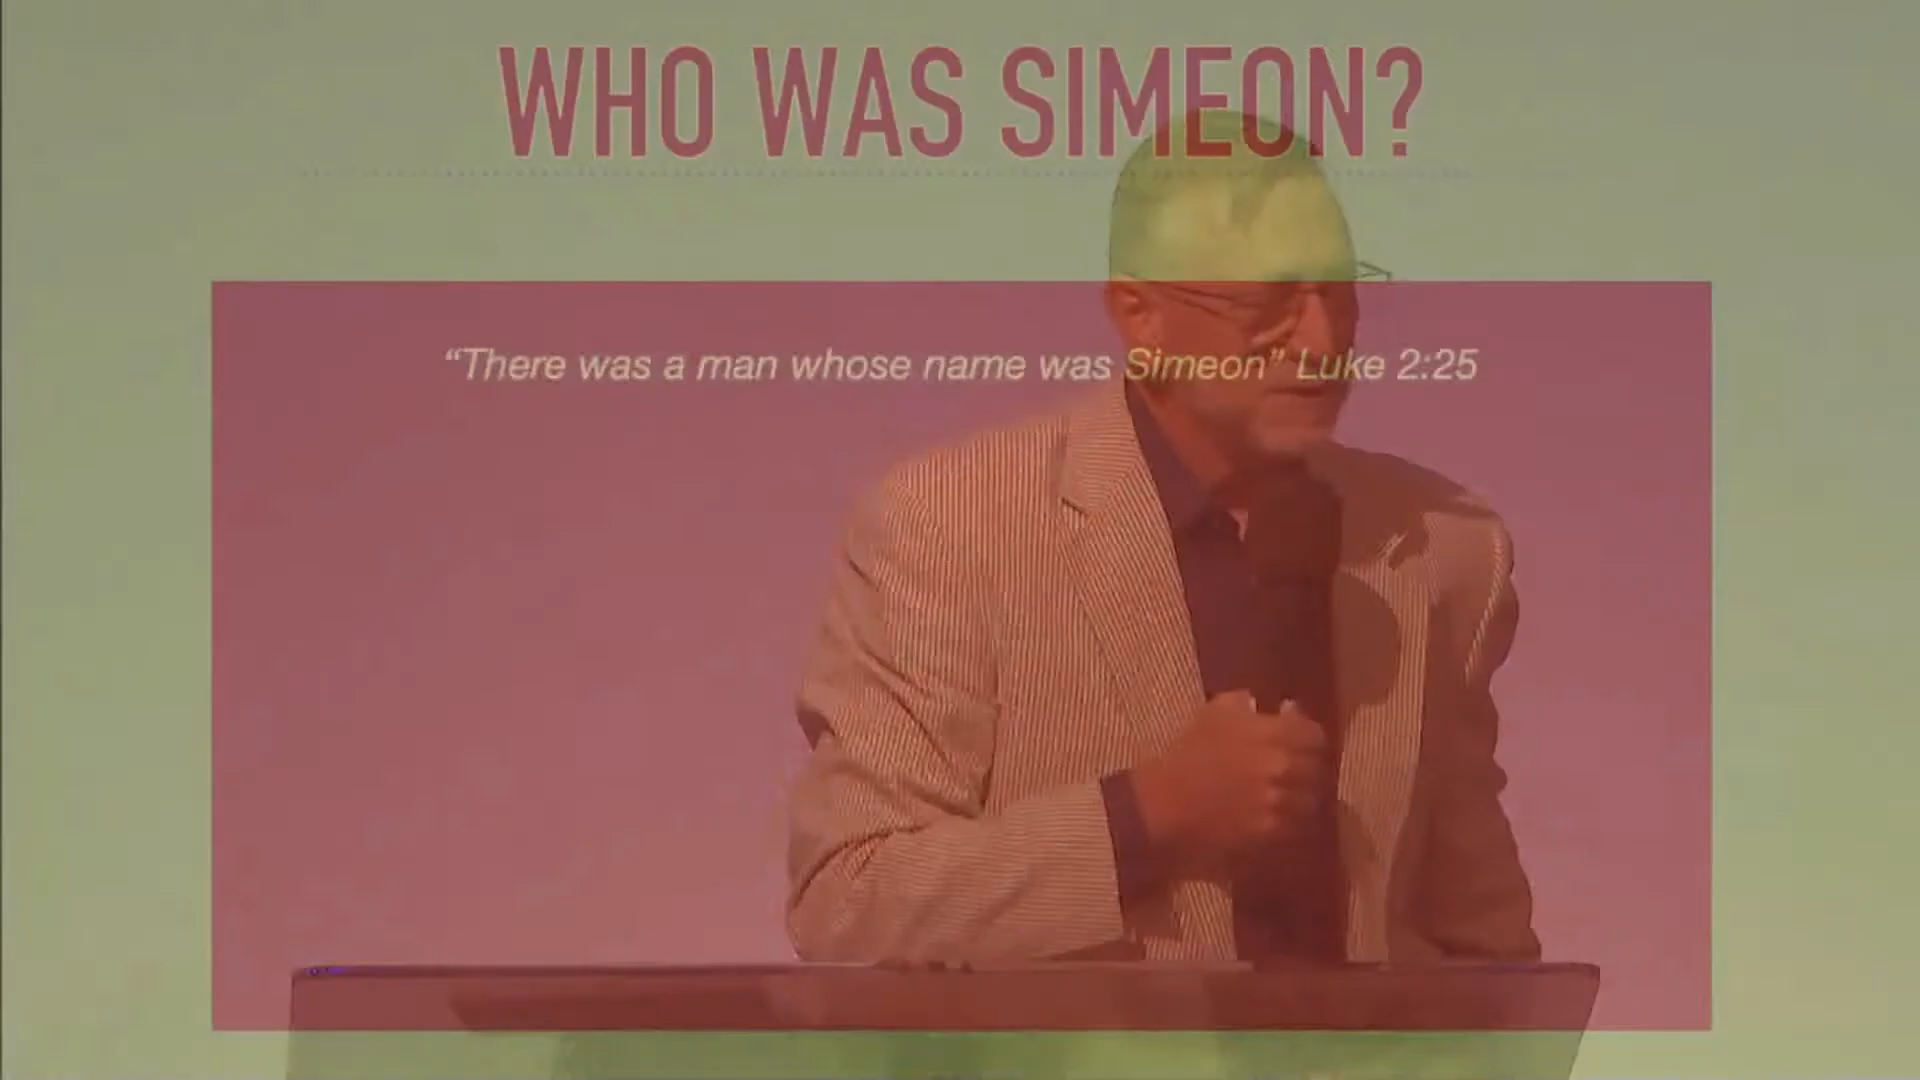 WHO WAS SIMEON?
“There was a man whose name was Simeon” Luke 2:25